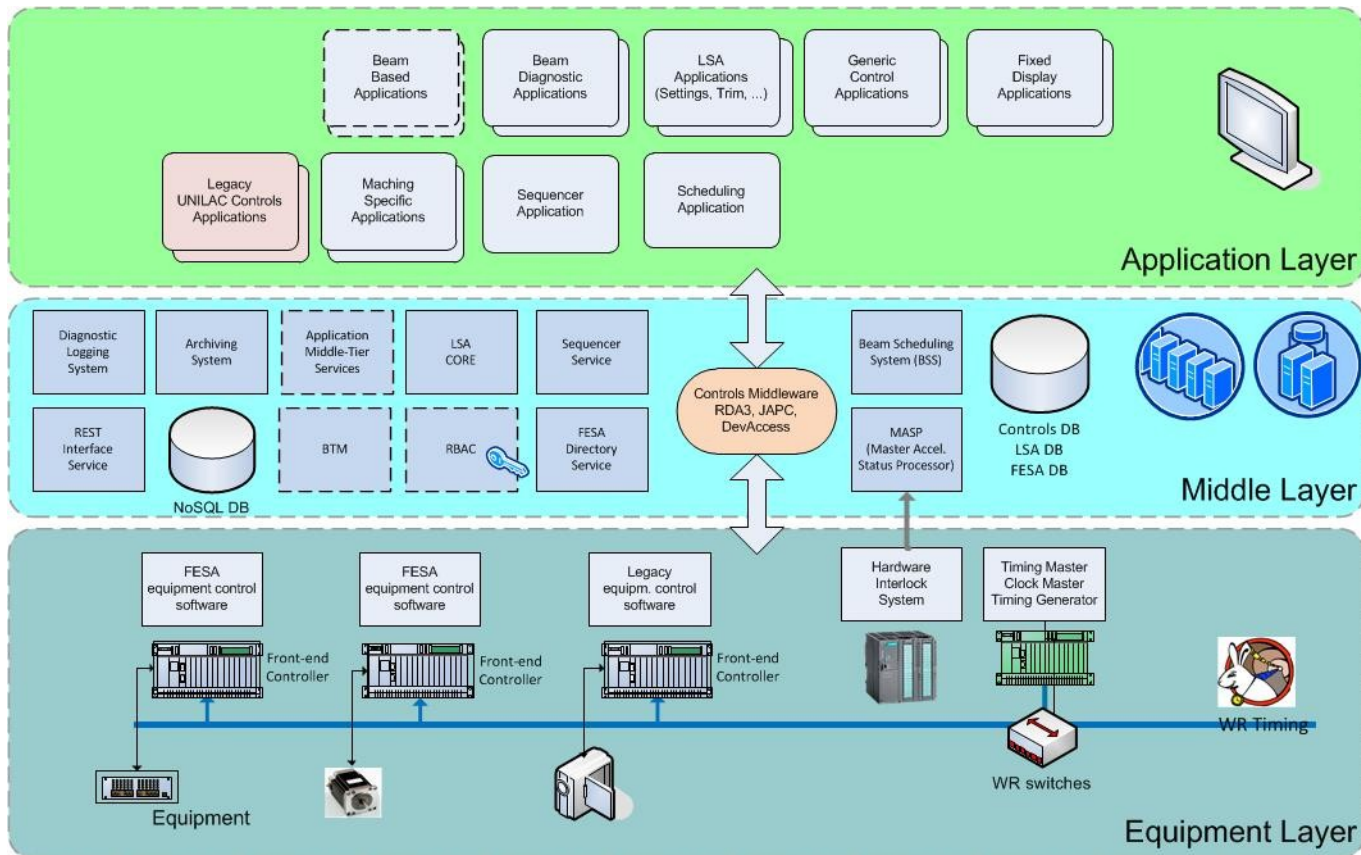 Beam
Based
Applications
Beam
Diagnostic
Applications
LSA
Applications
(Settings, Trim, ...)
Generic
Control
Applications
Fixed
Display
Applications
Legacy
UNILAC Controls
Applications
Maching
Specific
Applications
Sequencer
Application
Scheduling
Application
Application Layer
Diagnostic
Logging
System
Archiving
System
Application
Middle-Tier
Services
LSA
CORE
Sequencer
Service
Controls Middleware
RDA3, JAPC,
DevAccess
Beam Scheduling
System (BSS)
REST
Interface
Service
NoSQL DB
BTM
RBAC
FESA
Directory
Service
MASP
(Master Accel.
Status Processor)
Controls DB
LSA DB
FESA DB
Middle Layer
FESA
equipment control
software
FESA
equipment control
software
Legacy
equipm. control
software
Hardware
Interlock
System
Timing Master
Clock Master
Timing Generator
Front-end
Controller
Front-end
Controller
Front-end
Controller
WR Timing
WR switches
Equipment
Equipment Layer